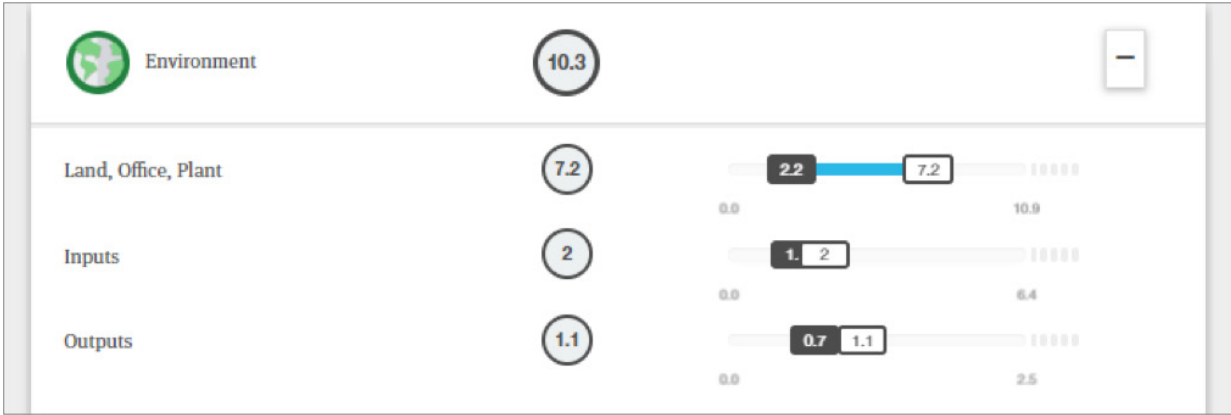 Environment 10.3 −
Land, Office, Plant 7.2 2.2 7.2
0.0 10.9
Inputs 2 1. 2
0.0 6.4
Outputs 1.1 0.7 1.1
0.0 2.5